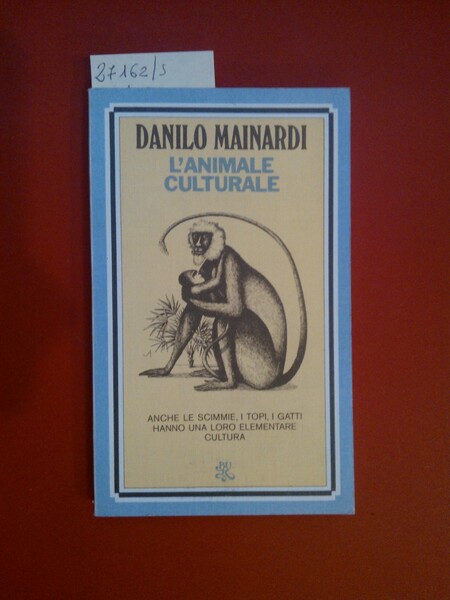 27162/s
DANILO MAINARDI
L'ANIMALE
CULTURALE
ANCHE LE SCIMMIE, I TOPI, I GATTI
HANNO UNA LORO ELEMENTARE
CULTURA